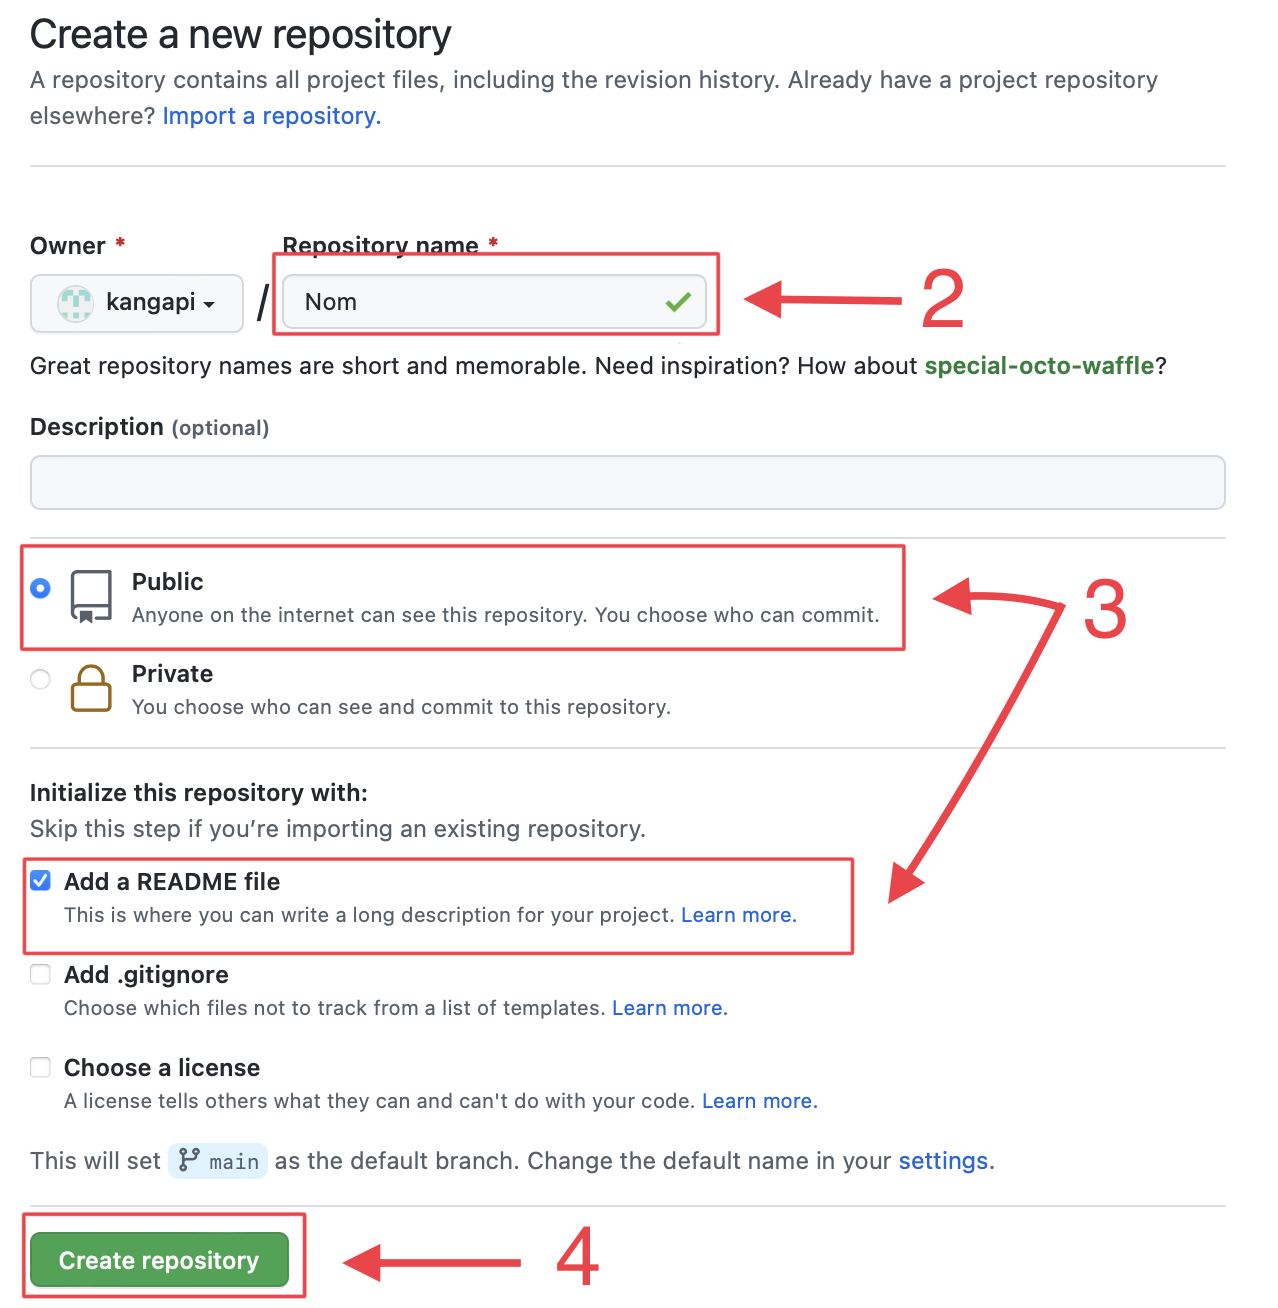 Create a new repository
A repository contains all project files, including the revision history. Already have a project repository
elsewhere? Import a repository.
Owner *
Repository name *
kangapi
/
Nom
2
Great repository names are short and memorable. Need inspiration? How about special-octo-waffle?
Description (optional)
Public
Anyone on the internet can see this repository. You choose who can commit.
3
Private
You choose who can see and commit to this repository.
Initialize this repository with:
Skip this step if you’re importing an existing repository.
Add a README file
This is where you can write a long description for your project. Learn more.
Add .gitignore
Choose which files not to track from a list of templates. Learn more.
Choose a license
A license tells others what they can and can't do with your code. Learn more.
This will set main as the default branch. Change the default name in your settings.
Create repository
4